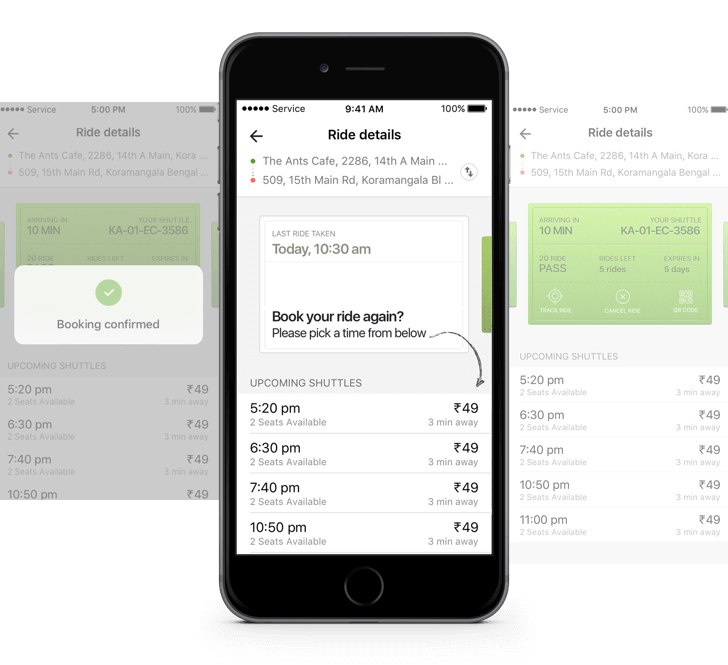 Service 5:00 PM 100%
Ride details
The Ants Cafe, 2286, 14th A Main, Kora ...
509, 15th Main Rd, Koramangala Bengal ...
ARRIVING IN YOUR SHUTTLE
10 MIN KA-01-EC-3586
20 RIDE RIDES LEFT EXPIRES IN
PASS
Booking confirmed
UPCOMING SHUTTLES
5:20 pm ₹49
2 Seats Available 3 min away
6:30 pm ₹49
2 Seats Available 3 min away
7:40 pm ₹49
2 Seats Available 3 min away
10:50 pm ₹49
Service 9:41 AM 100%
Ride details
The Ants Cafe, 2286, 14th A Main ...
509, 15th Main Rd, Koramangala Bl ...
LAST RIDE TAKEN
Today, 10:30 am
Book your ride again?
Please pick a time from below
UPCOMING SHUTTLES
5:20 pm ₹49
2 Seats Available 3 min away
6:30 pm ₹49
2 Seats Available 3 min away
7:40 pm ₹49
2 Seats Available 3 min away
10:50 pm ₹49
2 Seats Available 3 min away
Service 5:00 PM 100%
Ride details
The Ants Cafe, 2286, 14th A Main, Kora ...
509, 15th Main Rd, Koramangala Bengal ...
ARRIVING IN YOUR SHUTTLE
10 MIN KA-01-EC-3586
20 RIDE RIDES LEFT EXPIRES IN
PASS 5 rides 5 days
TRACK RIDE CANCEL RIDE QR CODE
UPCOMING SHUTTLES
5:20 pm ₹49
2 Seats Available 3 min away
6:30 pm ₹49
2 Seats Available 3 min away
7:40 pm ₹49
2 Seats Available 3 min away
10:50 pm ₹49
2 Seats Available 3 min away
11:00 pm ₹49
2 Seats Available 3 min away